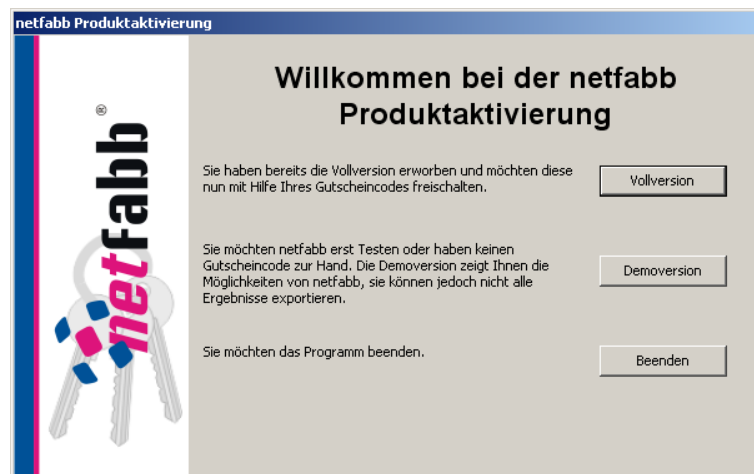 netfabb Produktaktivierung
netfabb®
Willkommen bei der netfabb
Produktaktivierung
Sie haben bereits die Vollversion erworben und möchten diese
nun mit Hilfe Ihres Gutscheincodes freischalten.
Vollversion
Sie möchten netfabb erst Testen oder haben keinen
Gutscheincode zur Hand. Die Demoversion zeigt Ihnen die
Möglichkeiten von netfabb, sie können jedoch nicht alle
Ergebnisse exportieren.
Demoversion
Sie möchten das Programm beenden.
Beenden